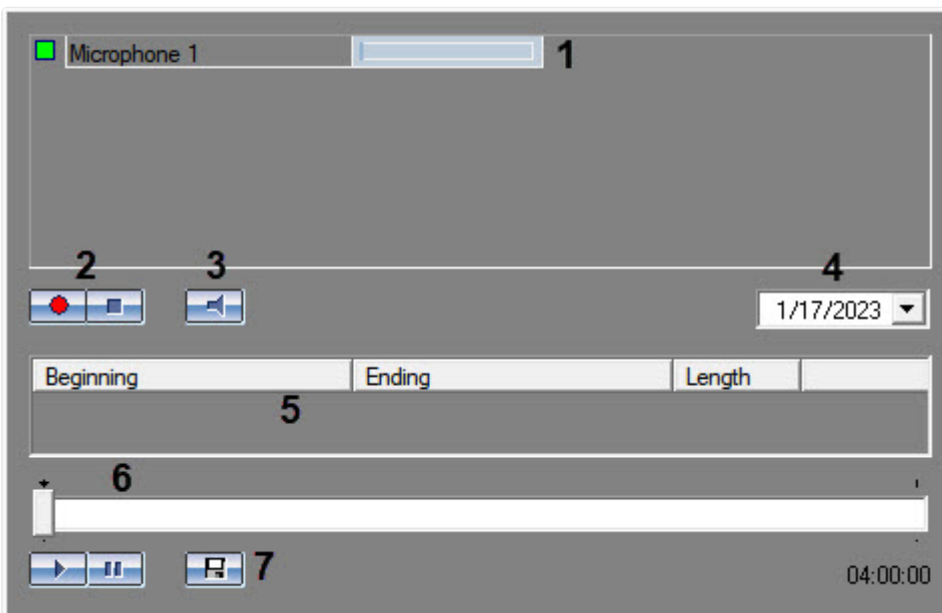 Microphone 1 1
2 3 4
1/17/2023
Beginning Ending Length
5
6
7
04:00:00